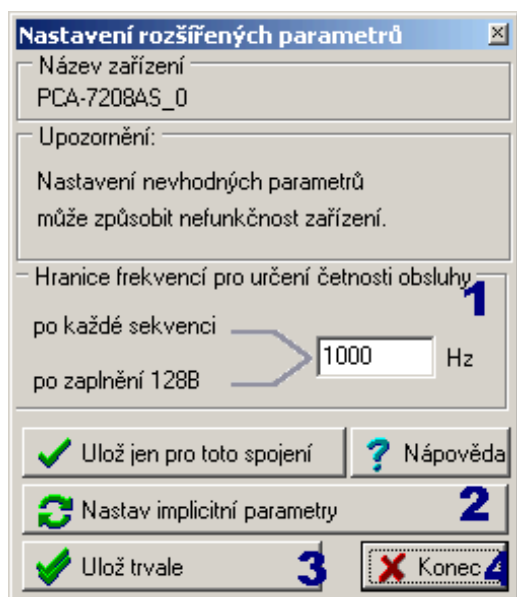 Nastavení rozšířených parametrů
Název zařízení
PCA-7208AS_0
Upozornění:
Nastavení nevhodných parametrů
může způsobit nefunkčnost zařízení.
Hranice frekvencí pro určení četnosti obsluhy
1
po každé sekvenci
1000 Hz
po zaplnění 128B
Ulož jen pro toto spojení
Nápověda
Nastav implicitní parametry 2
Ulož trvale 3
Konec 4